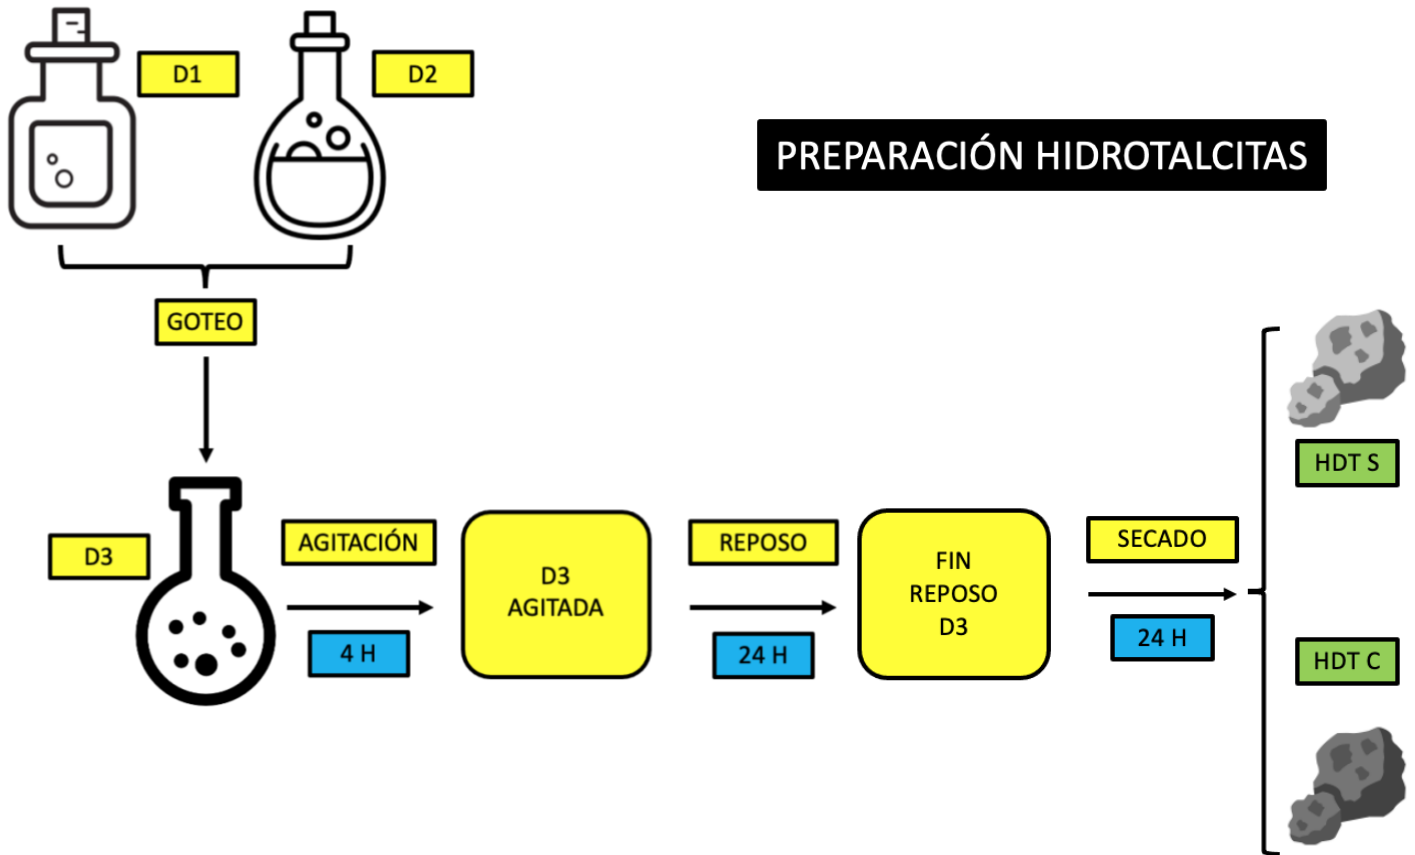 D1
D2
PREPARACIÓN HIDROTALCITAS
GOTEO
D3
AGITACIÓN
4 H
D3
AGITADA
REPOSO
24 H
FIN
REPOSO
D3
SECADO
24 H
HDT S
HDT C